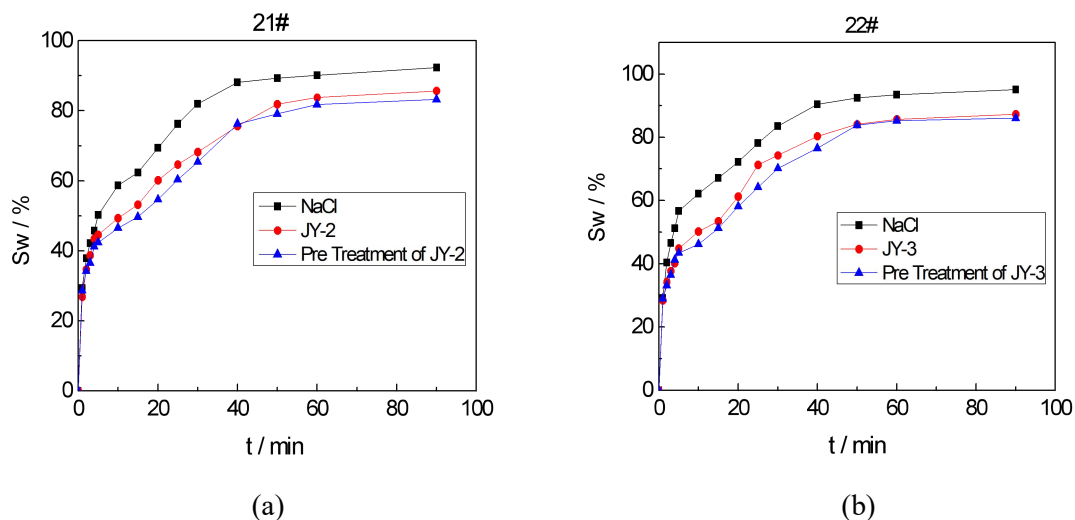 21#
100
80
60
40
20
0
Sw / %
NaCl
JY-2
Pre Treatment of JY-2
0 20 40 60 80 100
t / min
(a)
22#
100
80
60
40
20
0
Sw / %
NaCl
JY-3
Pre Treatment of JY-3
0 20 40 60 80 100
t / min
(b)